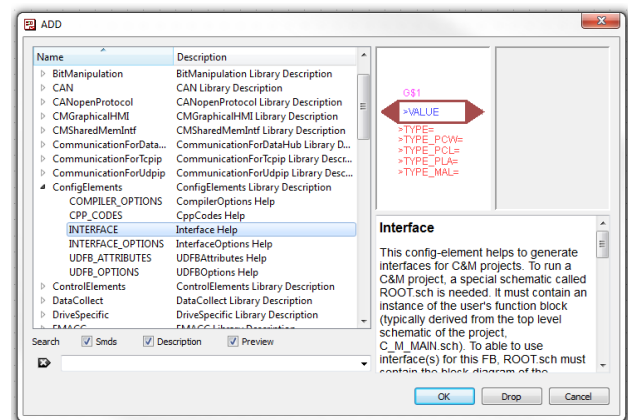 ADD
Name Description
BitManipulation BitManipulation Library Description
CAN CAN Library Description
CANopenProtocol CANopenProtocol Library Description
CMGraphicalHMI CMGraphicalHMI Library Description
CMSharedMemIntf CMSharedMemIntf Library Description
CommunicationForData... CommunicationForDataHub Library D...
CommunicationForTcpip CommunicationForTcpip Library Descr...
CommunicationForUdpip CommunicationForUdpip Library Desc...
ConfigElements ConfigElements Library Description
COMPILER_OPTIONS CompilerOptions Help
CPP_CODES CppCodes Help
INTERFACE Interface Help
INTERFACE_OPTIONS InterfaceOptions Help
UDFB_ATTRIBUTES UDFBAttributes Help
UDFB_OPTIONS UDFBOptions Help
ControlElements ControlElements Library Description
DataCollect DataCollect Library Description
DriveSpecific DriveSpecific Library Description
Search Smds Description Preview
G$1
>VALUE
>TYPE=
>TYPE_PCW=
>TYPE_PCL=
>TYPE_PLA=
>TYPE_MAL=
Interface
This config-element helps to generate
interfaces for C&M projects. To run a
C&M project, a special schematic called
ROOT.sch is needed. It must contain an
instance of the user's function block
(typically derived from the top level
schematic of the project,
C_M_MAIN.sch). To able to use
interface(s) for this FB, ROOT.sch must
contain the block diagram of the
OK Drop Cancel